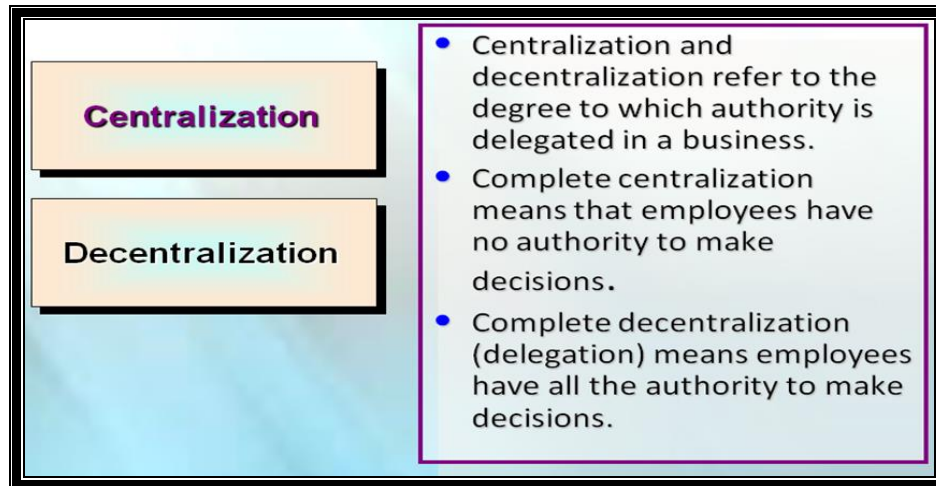 Centralization
Decentralization
• Centralization and
decentralization refer to the
degree to which authority is
delegated in a business.
• Complete centralization
means that employees have
no authority to make
decisions.
• Complete decentralization
(delegation) means employees
have all the authority to make
decisions.